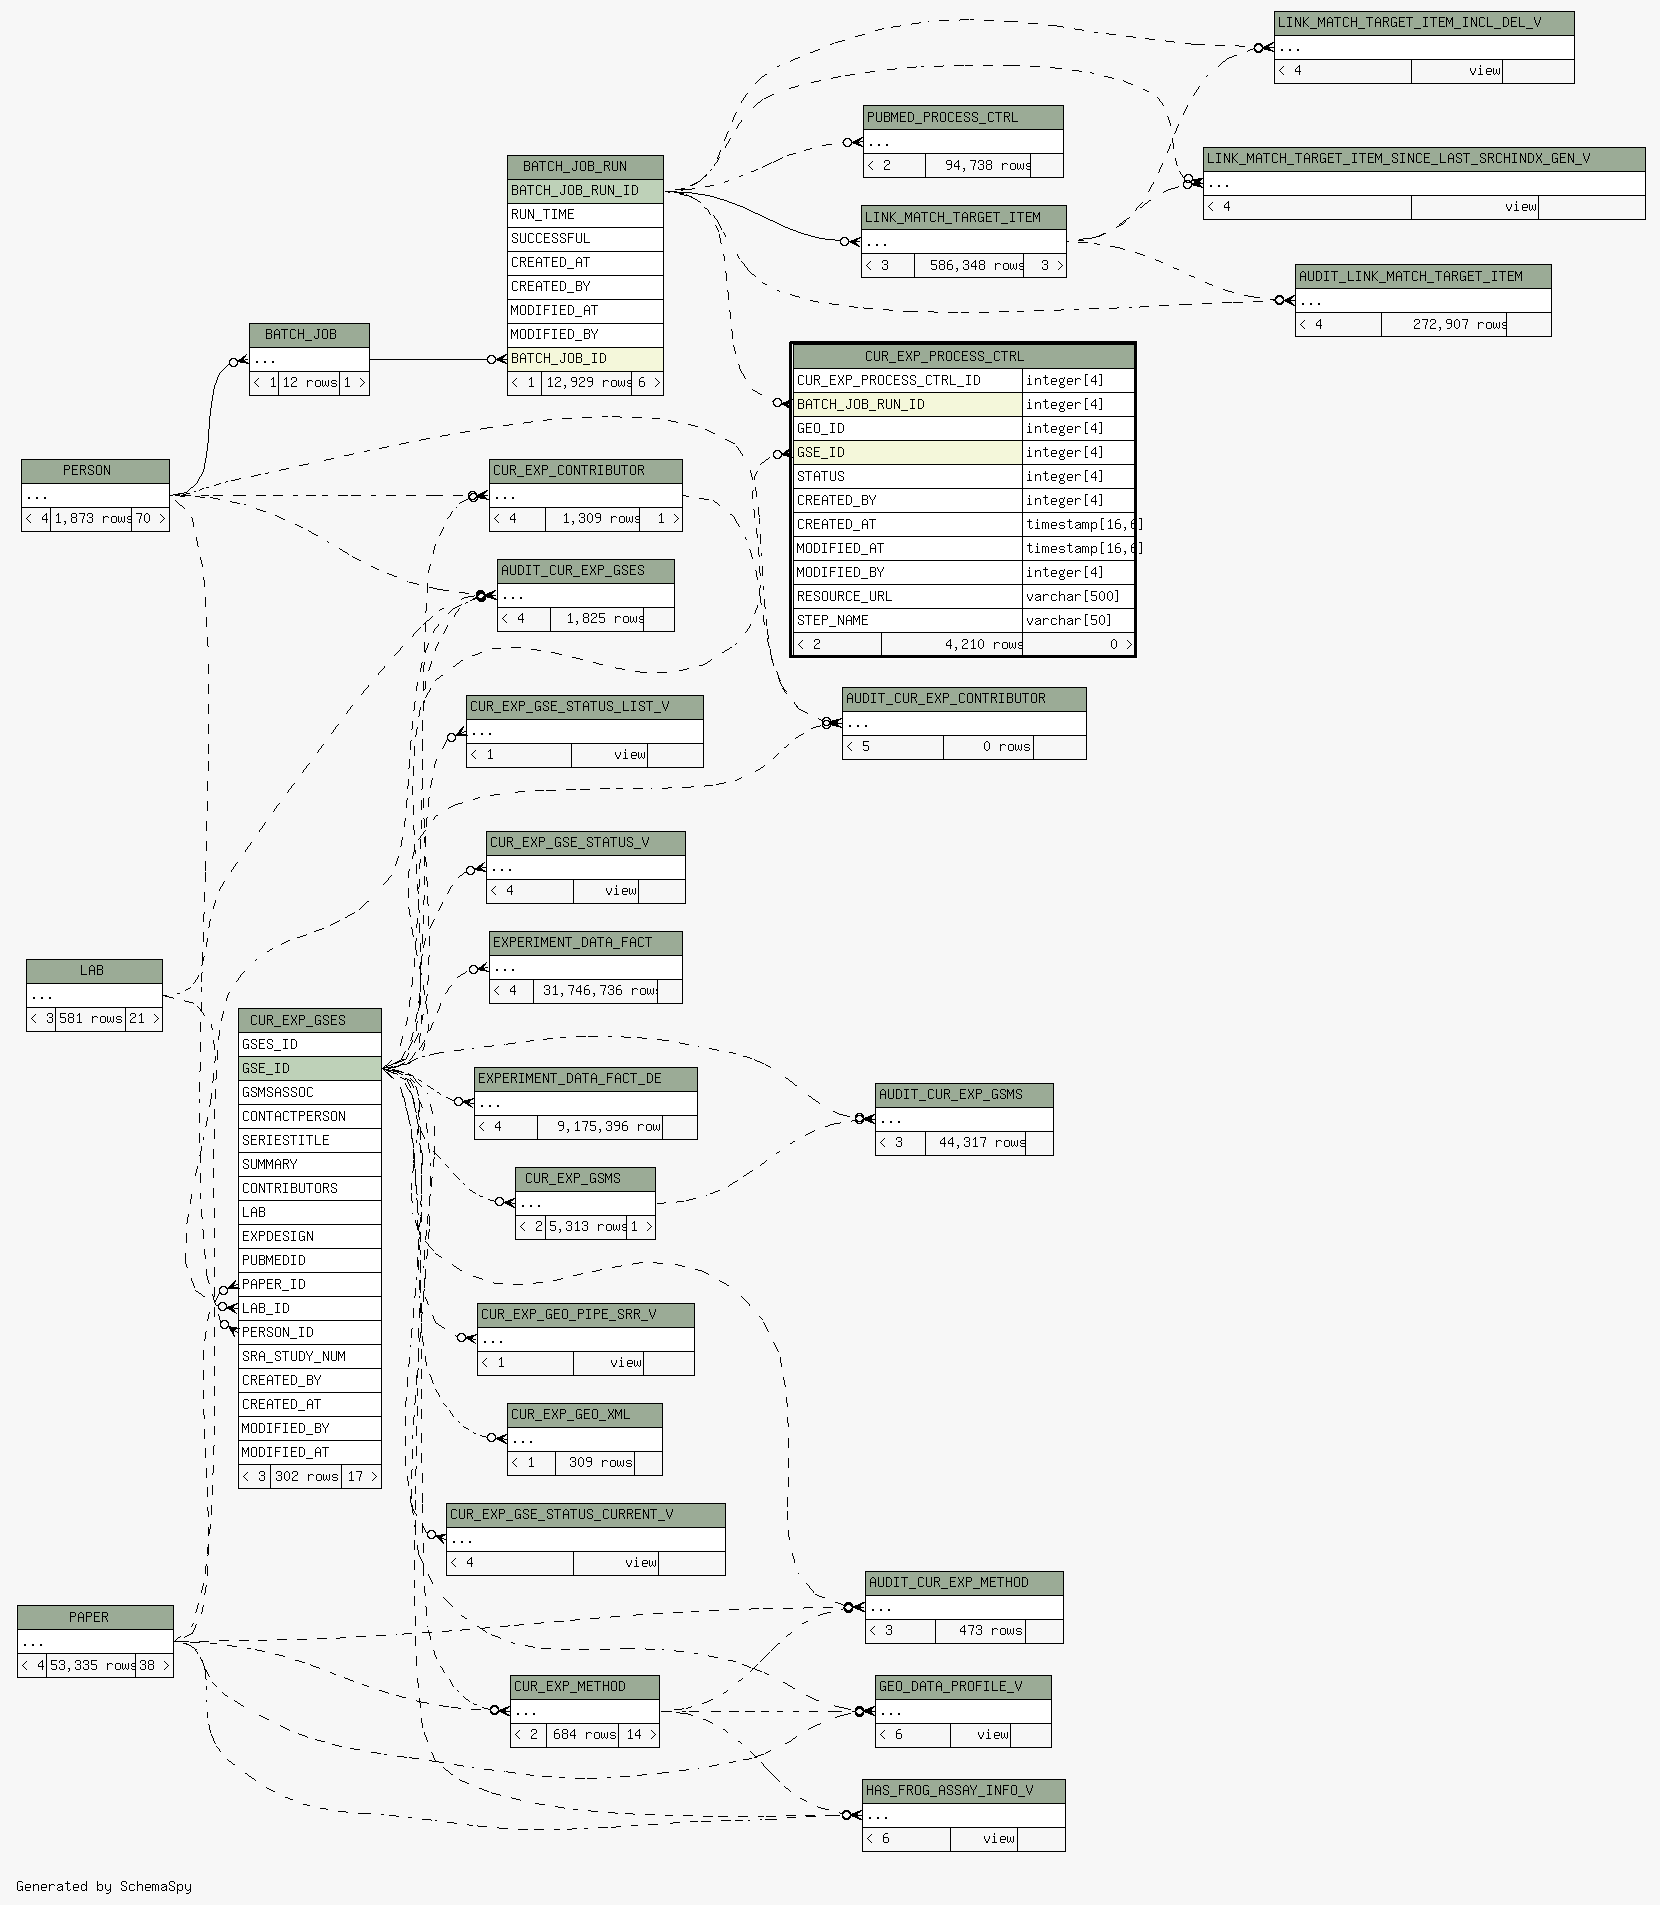 LINK_MATCH_TARGET_ITEM_INCL_DEL_V
...
< 4 view
PUBMED_PROCESS_CTRL
...
< 2 94,738 rows
LINK_MATCH_TARGET_ITEM_SINCE_LAST_SRCHINDX_GEN_V
...
< 4 view
BATCH_JOB_RUN
BATCH_JOB_RUN_ID
RUN_TIME
SUCCESSFUL
CREATED_AT
CREATED_BY
MODIFIED_AT
MODIFIED_BY
BATCH_JOB_ID
< 1 12,929 rows 6 >
LINK_MATCH_TARGET_ITEM
...
< 3 586,348 rows 3 >
AUDIT_LINK_MATCH_TARGET_ITEM
...
< 4 272,907 rows
BATCH_JOB
...
< 1 12 rows 1 >
CUR_EXP_PROCESS_CTRL
CUR_EXP_PROCESS_CTRL_ID integer[4]
BATCH_JOB_RUN_ID integer[4]
GEO_ID integer[4]
GSE_ID integer[4]
STATUS integer[4]
CREATED_BY integer[4]
CREATED_AT timestamp[16,6]
MODIFIED_AT timestamp[16,6]
MODIFIED_BY integer[4]
RESOURCE_URL varchar[500]
STEP_NAME varchar[50]
< 2 4,210 rows 0 >
PERSON
...
< 4 1,873 rows 70 >
CUR_EXP_CONTRIBUTOR
...
< 4 1,309 rows 1 >
AUDIT_CUR_EXP_GSES
...
< 4 1,825 rows
CUR_EXP_GSE_STATUS_LIST_V
...
< 1 view
AUDIT_CUR_EXP_CONTRIBUTOR
...
< 5 0 rows
CUR_EXP_GSE_STATUS_V
...
< 4 view
EXPERIMENT_DATA_FACT
...
< 4 31,746,736 rows
LAB
...
< 3 581 rows 21 >
CUR_EXP_GSES
GSES_ID
GSE_ID
GSMSASSOC
CONTACTPERSON
SERIESTITLE
SUMMARY
CONTRIBUTORS
LAB
EXPDESIGN
PUBMEDID
PAPER_ID
LAB_ID
PERSON_ID
SRA_STUDY_NUM
CREATED_BY
CREATED_AT
MODIFIED_BY
MODIFIED_AT
< 3 302 rows 17 >
EXPERIMENT_DATA_FACT_DE
...
< 4 9,175,396 row
AUDIT_CUR_EXP_GSMS
...
< 3 44,317 rows
CUR_EXP_GSMS
...
< 2 5,313 rows 1 >
CUR_EXP_GEO_PIPE_SRR_V
...
< 1 view
CUR_EXP_GEO_XML
...
< 1 309 rows
CUR_EXP_GSE_STATUS_CURRENT_V
...
< 4 view
AUDIT_CUR_EXP_METHOD
...
< 3 473 rows
PAPER
...
< 4 53,335 rows 38 >
CUR_EXP_METHOD
...
< 2 684 rows 14 >
GEO_DATA_PROFILE_V
...
< 6 view
HAS_FROG_ASSAY_INFO_V
...
< 6 view
Generated by SchemaSpy